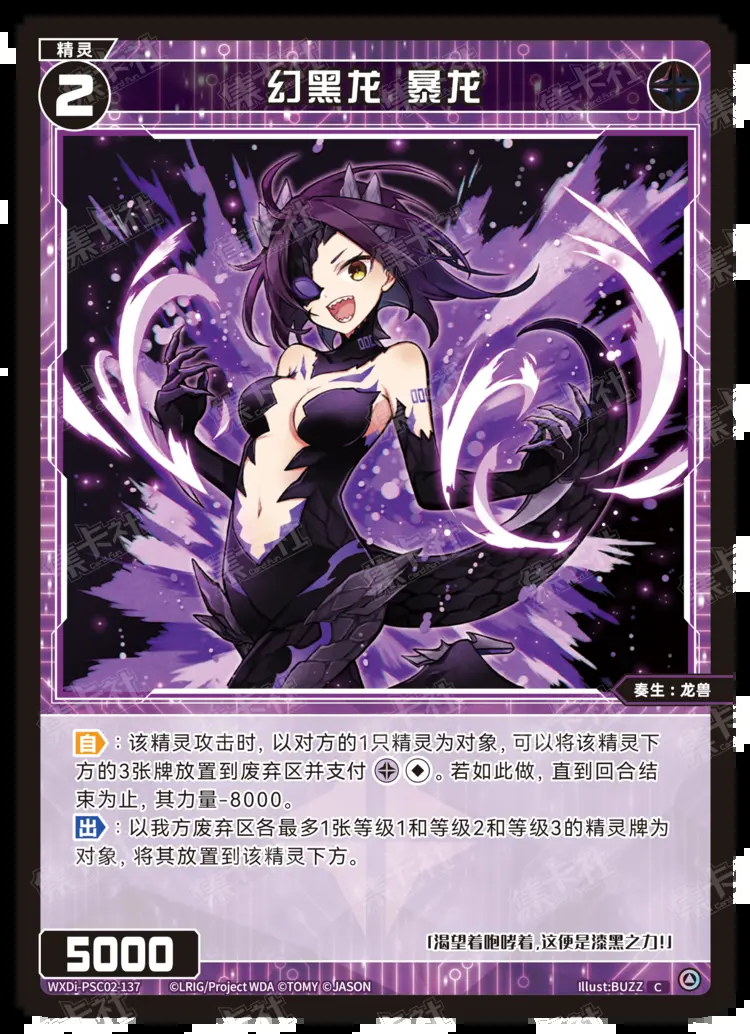 精灵
2
幻黑龙 暴龙
奏生：龙兽
自：该精灵攻击时，以对方的1只精灵为对象，可以将该精灵下
方的3张牌放置到废弃区并支付 。若如此做，直到回合结
束为止，其力量-8000。
出：以我方废弃区各最多1张等级1和等级2和等级3的精灵牌为
对象，将其放置到该精灵下方。
「渴望着咆哮着，这便是漆黑之力!」
5000
WXDi-PSC02-137 ©LRIG/Project WDA ©TOMY ©JASON Illust:BUZZ C
集卡社